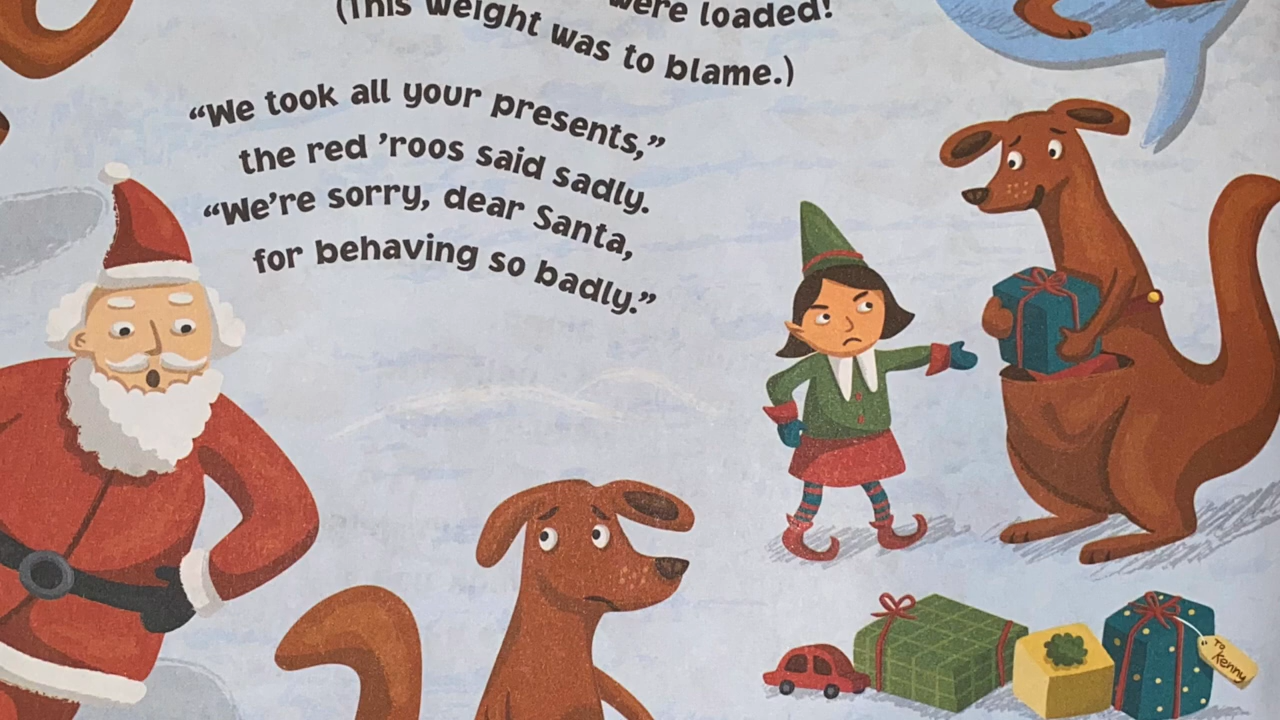 were loaded!
(This weight was to blame.)
“We took all your presents,”
the red ’roos said sadly.
“We’re sorry, dear Santa,
for behaving so badly.”
To
Kenny